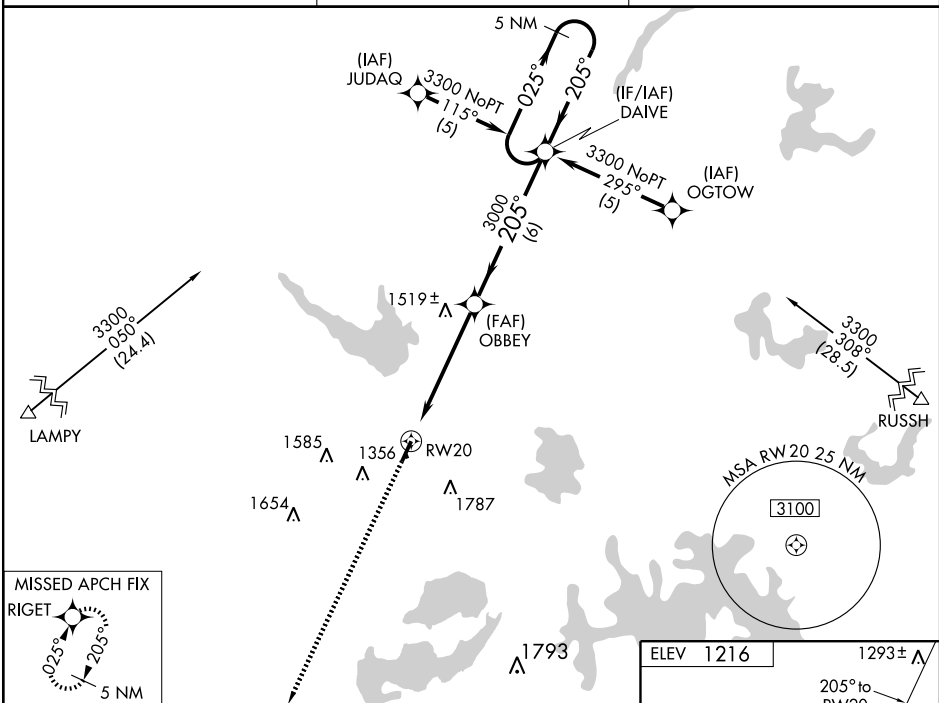 5 NM
025°
205°
(IAF)
JUDAQ
3300 NoPT
115°
(5)
(IF/IAF)
DAIVE
3300 NoPT
295°
(5)
(IAF)
OGTOW
3000
205°
(6)
1519±
(FAF)
OBBEY
3300
050°
(24.4)
LAMPY
3300
308°
(28.5)
RUSSH
1585
1356
RW20
1654
1787
MSA RW20 25 NM
3100
MISSED APCH FIX
RIGET
025°
205°
5 NM
1793
ELEV 1216
1293±
205° to
RW20